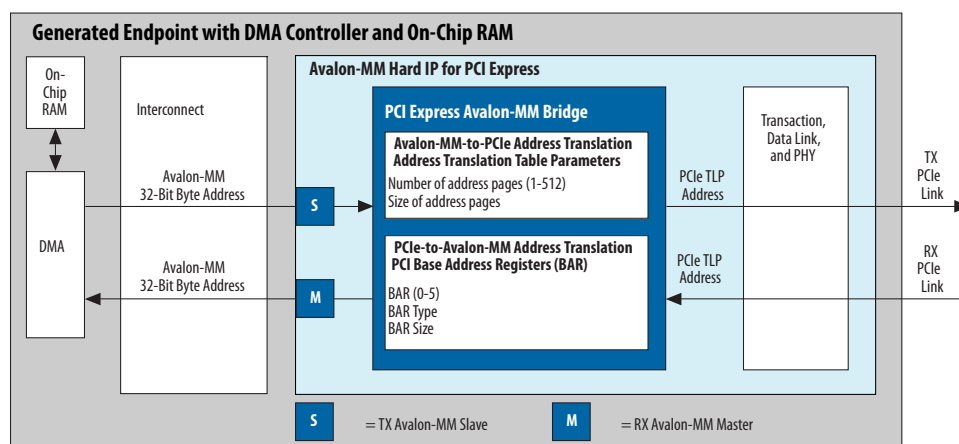 Generated Endpoint with DMA Controller and On-Chip RAM
On-
Chip
RAM
Interconnect
Avalon-MM Hard IP for PCI Express
PCI Express Avalon-MM Bridge
Avalon-MM-to-PCIe Address Translation
Address Translation Table Parameters
Number of address pages (1-512)
Size of address pages
Transaction,
Data Link,
and PHY
Avalon-MM
32-Bit Byte Address
S
PCIe TLP
Address
TX
PCIe
Link
DMA
Avalon-MM
32-Bit Byte Address
M
PCIe-to-Avalon-MM Address Translation
PCI Base Address Registers (BAR)
BAR (0-5)
BAR Type
BAR Size
PCIe TLP
Address
RX
PCIe
Link
S
= TX Avalon-MM Slave
M
= RX Avalon-MM Master